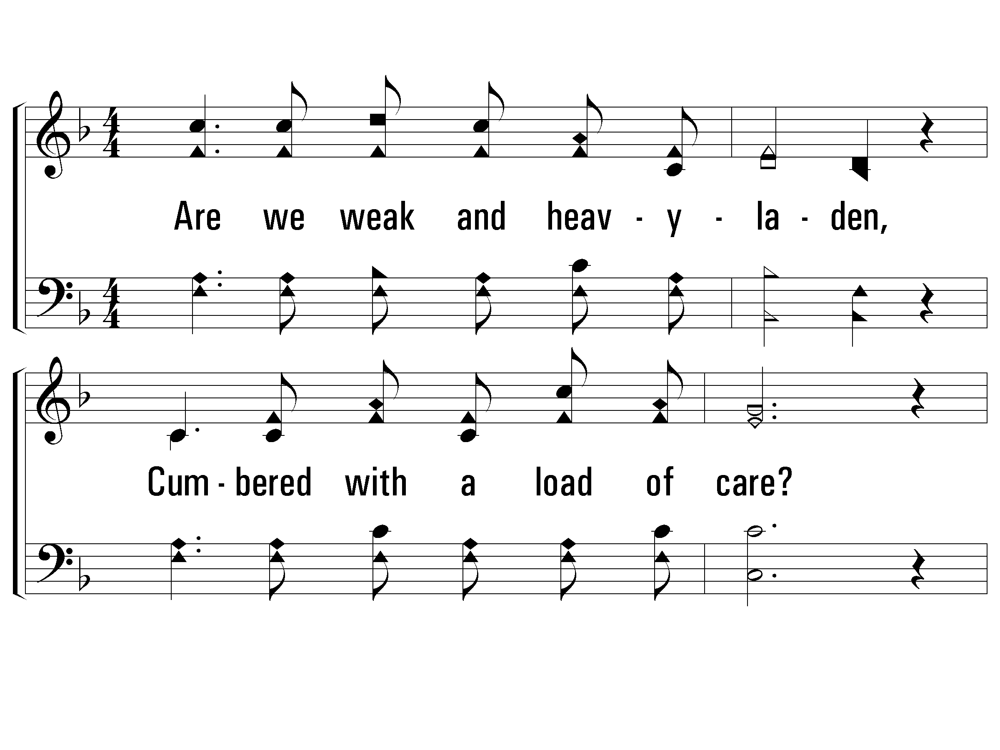 Are we weak and heav - y - la - den,
Cum - bered with a load of care?